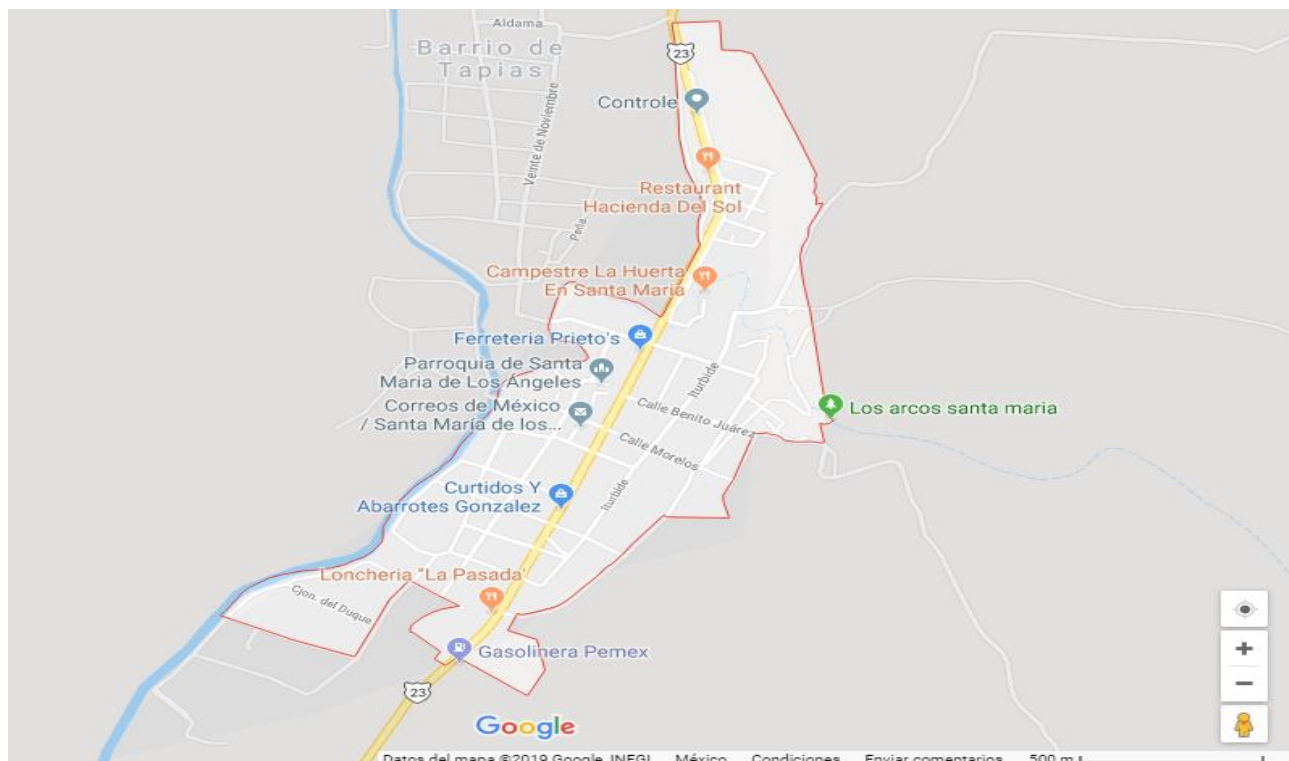 Aldama
Barrio de
Tapias
Veinte de Noviembre
23
Controle
Restaurant
Hacienda Del Sol
Peña
Campestre La Huerta
En Santa Maria
Ferreteria Prieto's
Parroquia de Santa
Maria de Los Ángeles
Iturbide
Correos de México
/ Santa María de los...
Calle Benito Juárez
Los arcos santa maria
Calle Morelos
Curtidos Y
Abarrotes Gonzalez
Iturbide
Loncheria "La Pasada"
Cjon. del Duque
Gasolinera Pemex
23
Google
Datos del mapa ©2019 Google, INEGI México Condiciones Enviar comentarios 500 m